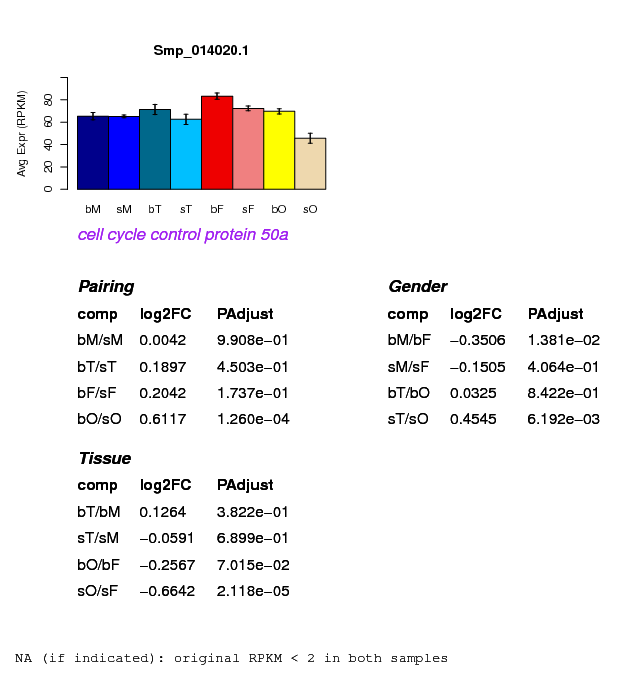 Smp_014020.1
Avg Expr (RPKM)
0 20 40 60 80
bM sM bT sT bF sF bO sO
cell cycle control protein 50a
Pairing
comp log2FC PAdjust
bM/sM 0.0042 9.908e−01
bT/sT 0.1897 4.503e−01
bF/sF 0.2042 1.737e−01
bO/sO 0.6117 1.260e−04
Gender
comp log2FC PAdjust
bM/bF −0.3506 1.381e−02
sM/sF −0.1505 4.064e−01
bT/bO 0.0325 8.422e−01
sT/sO 0.4545 6.192e−03
Tissue
comp log2FC PAdjust
bT/bM 0.1264 3.822e−01
sT/sM −0.0591 6.899e−01
bO/bF −0.2567 7.015e−02
sO/sF −0.6642 2.118e−05
NA (if indicated): original RPKM < 2 in both samples